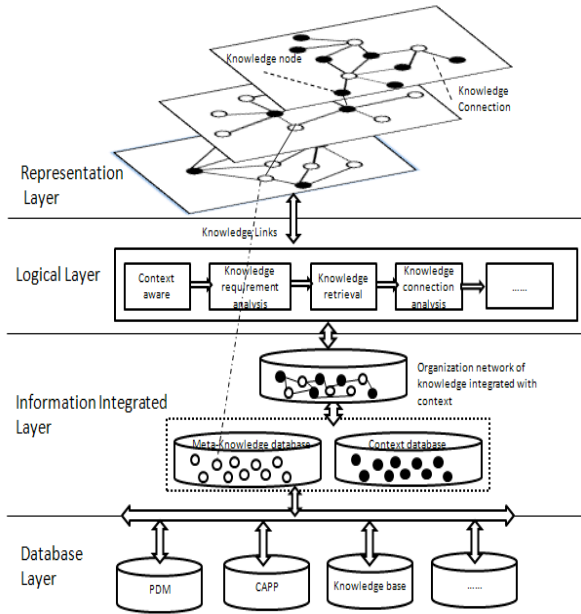 Knowledge node
Knowledge
Connection
Representation
Layer
Knowledge Links
Logical Layer
Context
aware
Knowledge
requirement
analysis
Knowledge
retrieval
Knowledge
connection
analysis
......
Organization network of
knowledge integrated with
context
Information Integrated
Layer
Meta-Knowledge database
Context database
Database
Layer
PDM
CAPP
Knowledge base
......